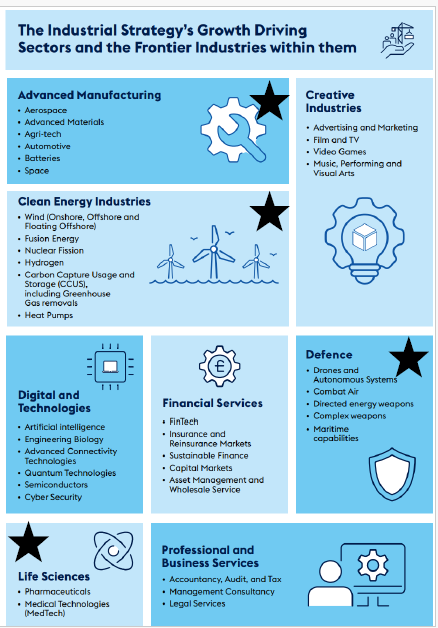 The Industrial Strategy's Growth Driving
Sectors and the Frontier Industries within them
Advanced Manufacturing
• Aerospace
• Advanced Materials
• Agri-tech
• Automotive
• Batteries
• Space
Creative
Industries
• Advertising and Marketing
• Film and TV
• Video Games
• Music, Performing and
Visual Arts
Clean Energy Industries
• Wind (Onshore, Offshore and
Floating Offshore)
• Fusion Energy
• Nuclear Fission
• Hydrogen
• Carbon Capture Usage and
Storage (CCUS),
including Greenhouse
Gas removals
• Heat Pumps
Digital and
Technologies
• Artificial intelligence
• Engineering Biology
• Advanced Connectivity
Technologies
• Quantum Technologies
• Semiconductors
• Cyber Security
£
Financial Services
• FinTech
• Insurance and
Reinsurance Markets
• Sustainable Finance
• Capital Markets
• Asset Management and
Wholesale Service
Defence
• Drones and
Autonomous Systems
• Combat Air
• Directed energy weapons
• Complex weapons
• Maritime
capabilities
Life Sciences
• Pharmaceuticals
• Medical Technologies
(MedTech)
Professional and
Business Services
• Accountancy, Audit, and Tax
• Management Consultancy
• Legal Services